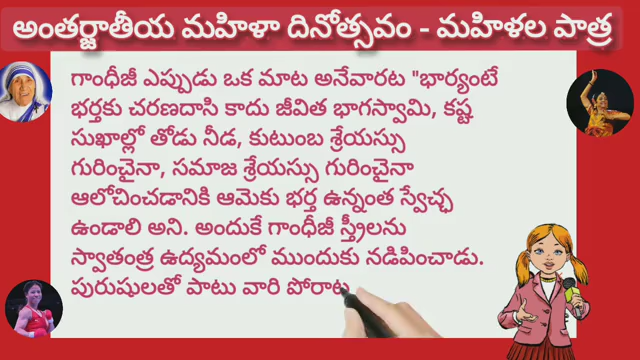 అంతర్జాతీయ మహిళా దినోత్సవం - మహిళల పాత్ర
గాంధీజీ ఎప్పుడు ఒక మాట అనేవారట "భార్యంటే
భర్తకు చరణదాసి కాదు జీవిత భాగస్వామి, కష్ట
సుఖాల్లో తోడు నీడ, కుటుంబ శ్రేయస్సు
గురించైనా, సమాజ శ్రేయస్సు గురించైనా
ఆలోచించడానికి ఆమెకు భర్త ఉన్నంత స్వేచ్ఛ
ఉండాలి అని. అందుకే గాంధీజీ స్త్రీలను
స్వాతంత్ర ఉద్యమంలో ముందుకు నడిపించాడు.
పురుషులతో పాటు వారి పోరాట